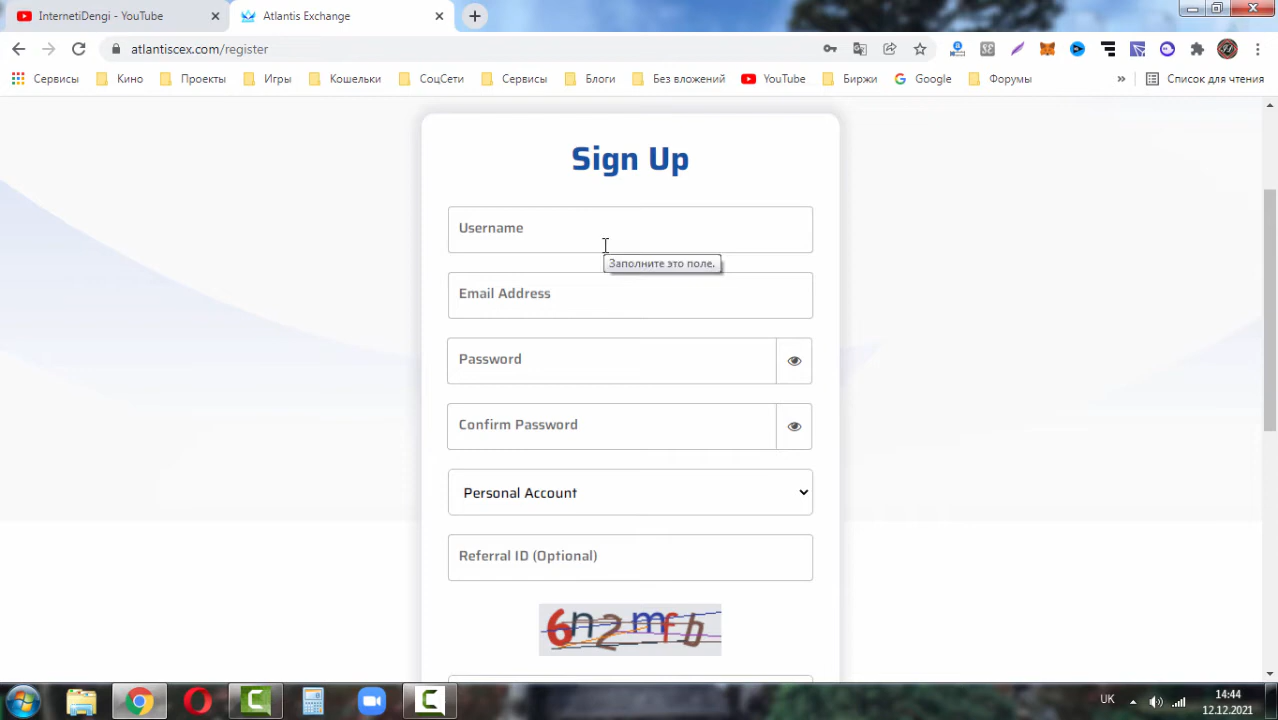 InternetiDengi - YouTube
Atlantis Exchange
atlantiscex.com/register
Сервисы
Кино
Проекты
Игры
Кошельки
СоцСети
Сервисы
Блоги
Без вложений
YouTube
Биржи
Google
Форумы
»
Список для чтения
Sign Up
Username
Заполните это поле.
Email Address
Password
Confirm Password
Personal Account
Referral ID (Optional)
6n2mfb
UK
14:44
12.12.2021